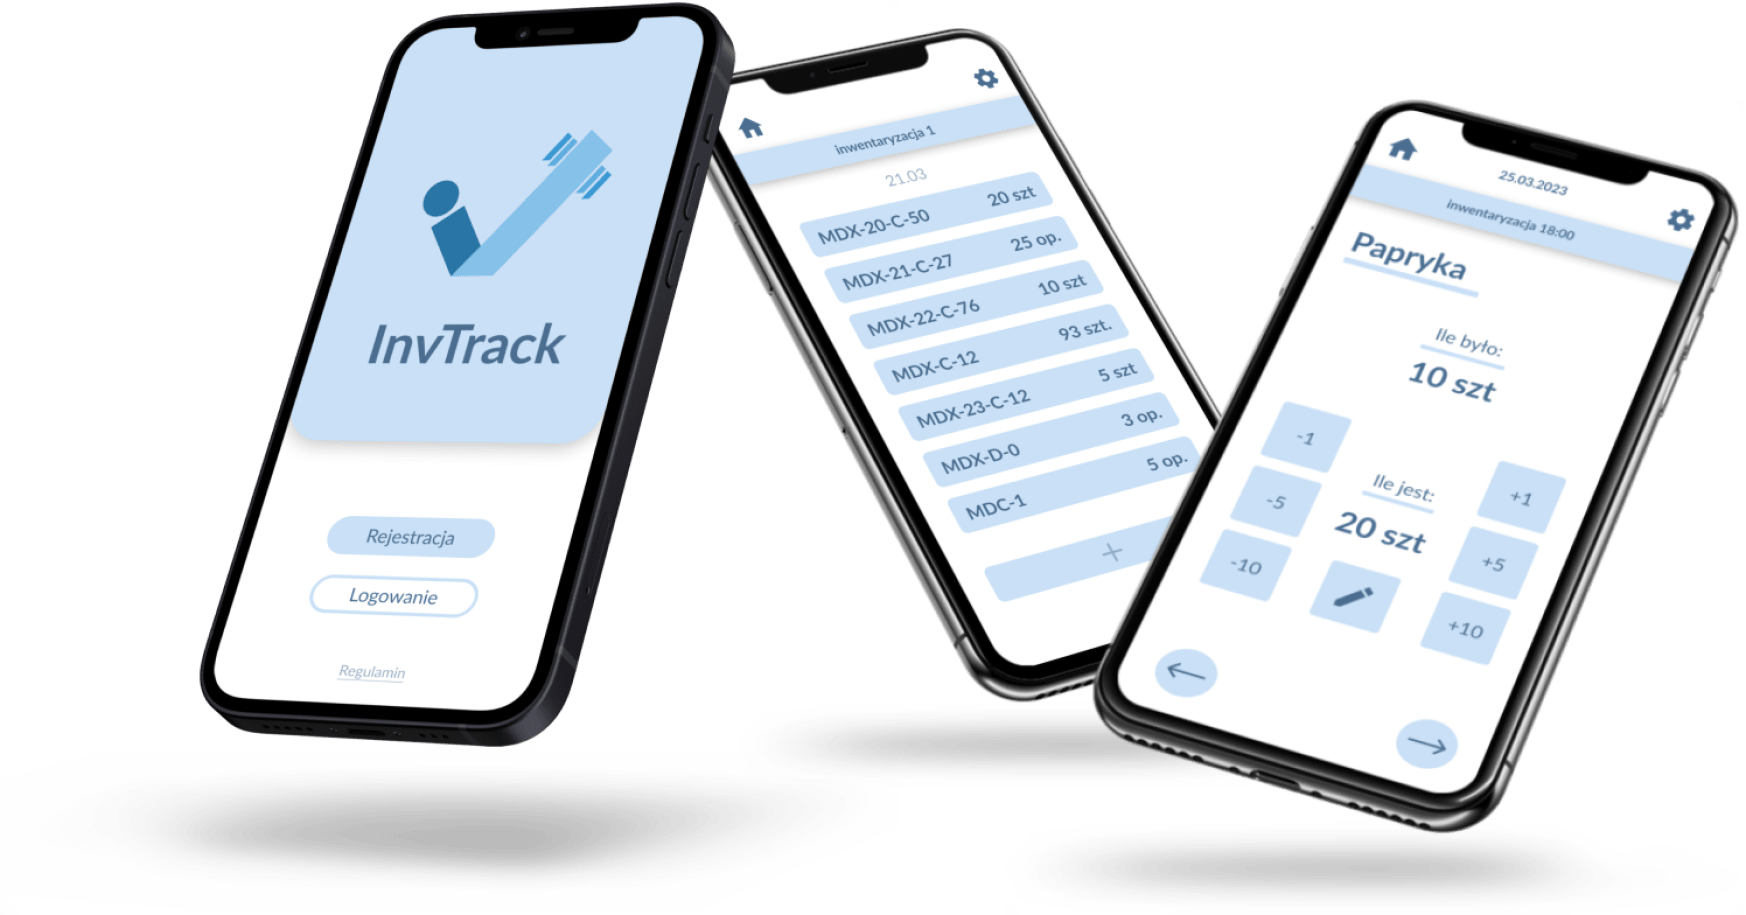 InvTrack
Rejestracja
Logowanie
Regulamin
inwentaryzacja 1
21.03
MDX-20-C-50 20 szt
MDX-21-C-27 25 op.
MDX-22-C-76 10 szt
MDX-C-12 93 szt.
MDX-23-C-12 5 szt
MDX-D-0 3 op.
MDC-1 5 op.
+
25.03.2023
inwentaryzacja 18:00
Papryka
Ile było:
10 szt
Ile jest:
20 szt
-1
-5
-10
+1
+5
+10